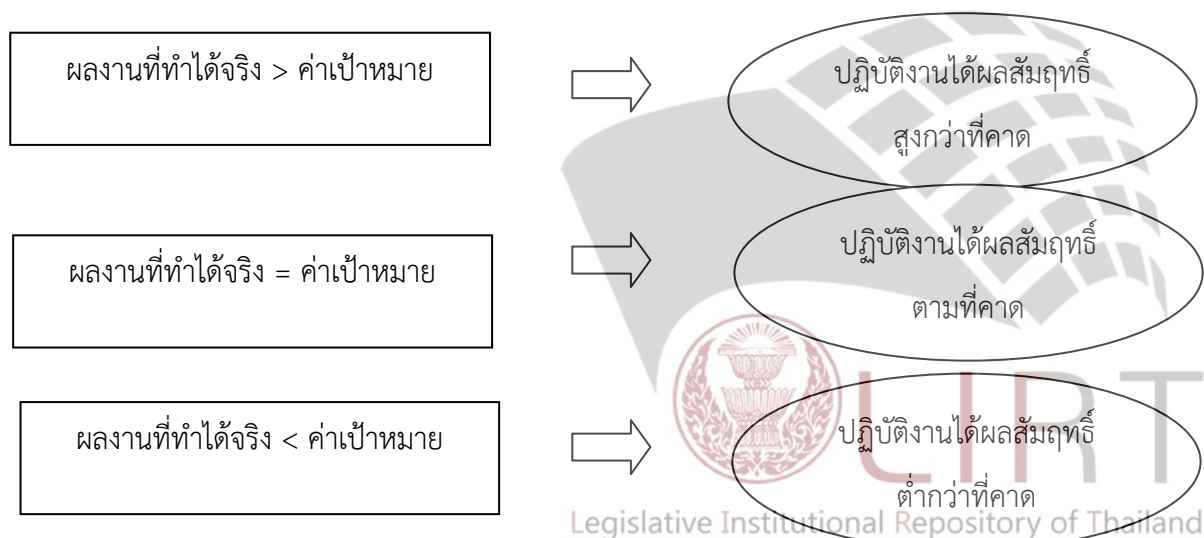 ผลงานที่ทำได้จริง > ค่าเป้าหมาย
ปฏิบัติงานได้ผลสัมฤทธิ์
สูงกว่าที่คาด
ผลงานที่ทำได้จริง = ค่าเป้าหมาย
ปฏิบัติงานได้ผลสัมฤทธิ์
ตามที่คาด
ผลงานที่ทำได้จริง < ค่าเป้าหมาย
ปฏิบัติงานได้ผลสัมฤทธิ์
ต่ำกว่าที่คาด
LIRT
Legislative Institutional Repository of Thailand